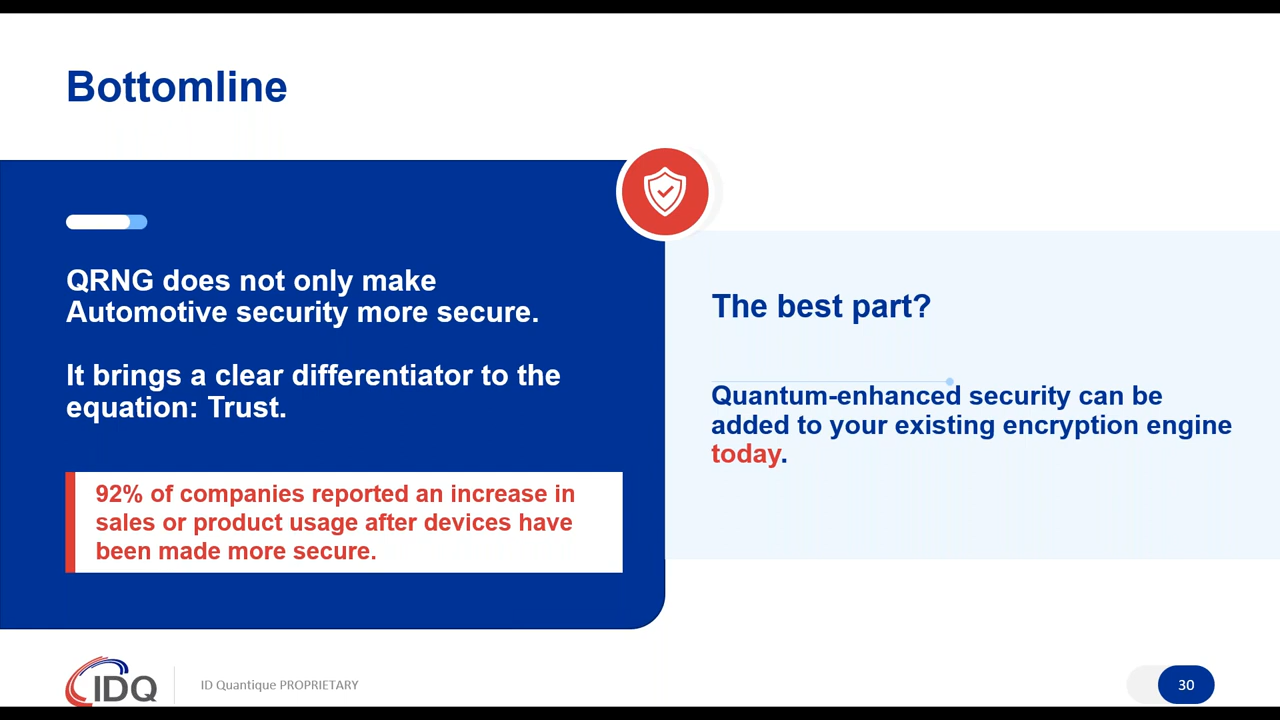 Bottomline
QRNG does not only make
Automotive security more secure.
It brings a clear differentiator to the
equation: Trust.
92% of companies reported an increase in
sales or product usage after devices have
been made more secure.
The best part?
Quantum-enhanced security can be
added to your existing encryption engine
today.
IDQ
ID Quantique PROPRIETARY
30